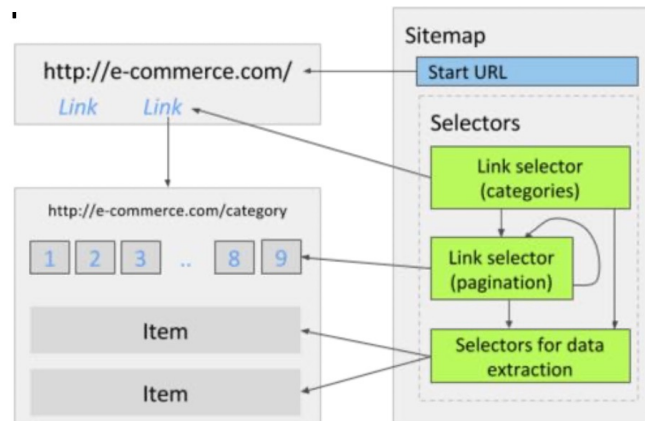 http://e-commerce.com/
Link Link
http://e-commerce.com/category
1 2 3 .. 8 9
Item
Item
Sitemap
Start URL
Selectors
Link selector
(categories)
Link selector
(pagination)
Selectors for data
extraction